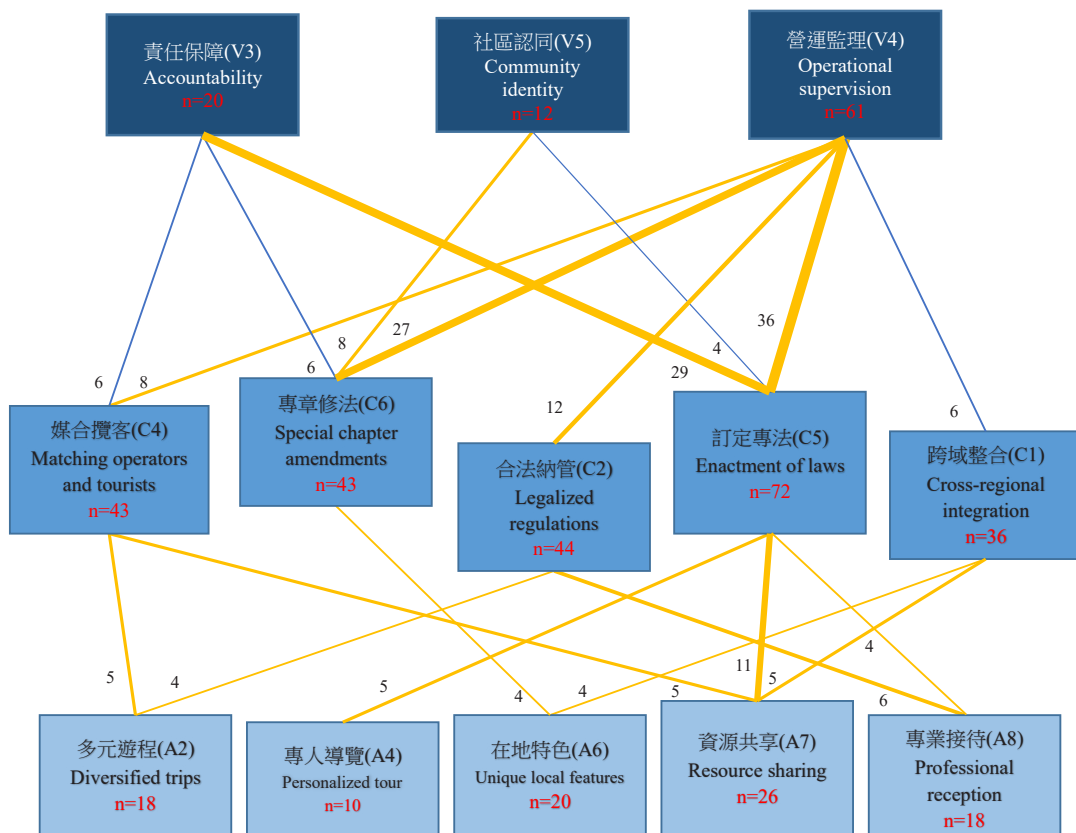 責任保障(V3)
Accountability
n=20
社區認同(V5)
Community
identity
n=12
營運監理(V4)
Operational
supervision
n=61
36
27
8
4
29
6
6
8
12
6
媒合攬客(C4)
Matching operators
and tourists
n=43
專章修法(C6)
Special chapter
amendments
n=43
合法納管(C2)
Legalized
regulations
n=44
訂定專法(C5)
Enactment of laws
n=72
跨域整合(C1)
Cross-regional
integration
n=36
5
4
5
4
4
5
11
5
4
6
多元遊程(A2)
Diversified trips
n=18
專人導覽(A4)
Personalized tour
n=10
在地特色(A6)
Unique local features
n=20
資源共享(A7)
Resource sharing
n=26
專業接待(A8)
Professional
reception
n=18